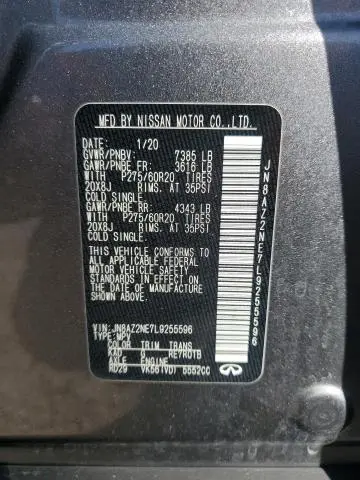 MFD BY NISSAN MOTOR CO.,LTD.
DATE: 1/20
GVWR/PNBV: 7385 LB
GAWR/PNBE FR: 3616 LB
WITH P275/60R20 TIRES
20X8J RIMS. AT 35PSI
COLD SINGLE.
GAWR/PNBE RR: 4343 LB
WITH P275/60R20 TIRES
20X8J RIMS. AT 35PSI
COLD SINGLE.
THIS VEHICLE CONFORMS TO
ALL APPLICABLE FEDERAL
MOTOR VEHICLE SAFETY
STANDARDS IN EFFECT ON
THE DATE OF MANUFACTURE
SHOWN ABOVE.
VIN: JN8AZ2NE7L9255596
TYPE: MPV
COLOR TRIM TRANS
KAD G RE7R01B
AXLE ENGINE
RD29 VK56(VD) 5552CC
JN8AZ2NE7L9255596
INFINITI